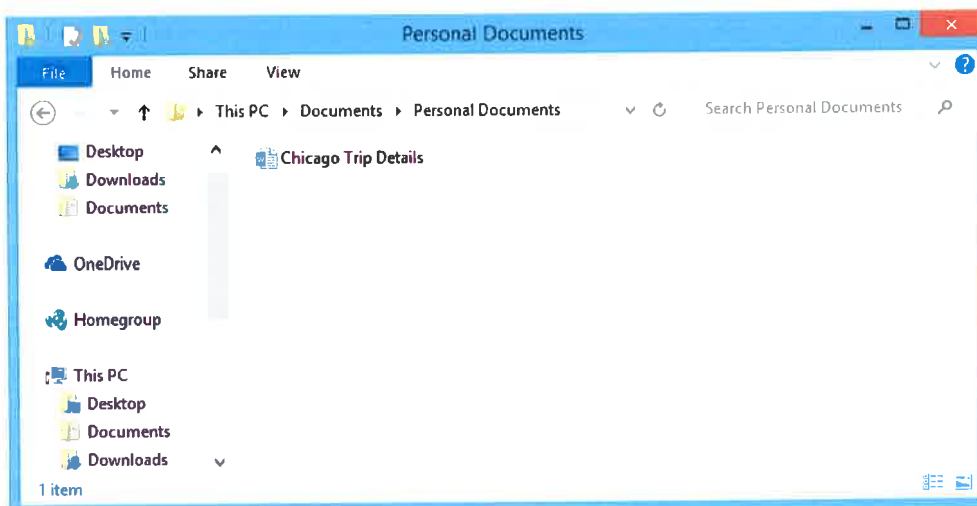 Personal Documents
File Home Share View
This PC Documents Personal Documents Search Personal Documents
Desktop
Downloads
Documents
OneDrive
Homegroup
This PC
Desktop
Documents
Downloads
Chicago Trip Details
1 item